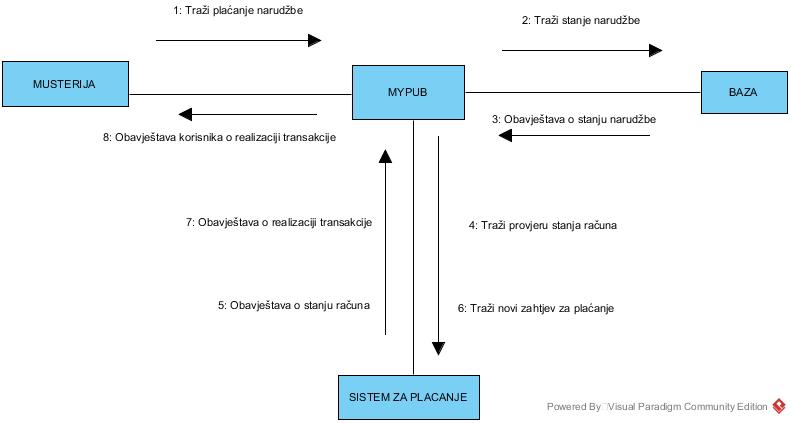 1: Traži plaćanje narudžbe
2: Traži stanje narudžbe
MUSTERIJA
MYPUB
BAZA
3: Obavještava o stanju narudžbe
8: Obavještava korisnika o realizaciji transakcije
7: Obavještava o realizaciji transakcije
4: Traži provjeru stanja računa
5: Obavještava o stanju računa
6: Traži novi zahtjev za plaćanje
SISTEM ZA PLACANJE
Powered By Visual Paradigm Community Edition